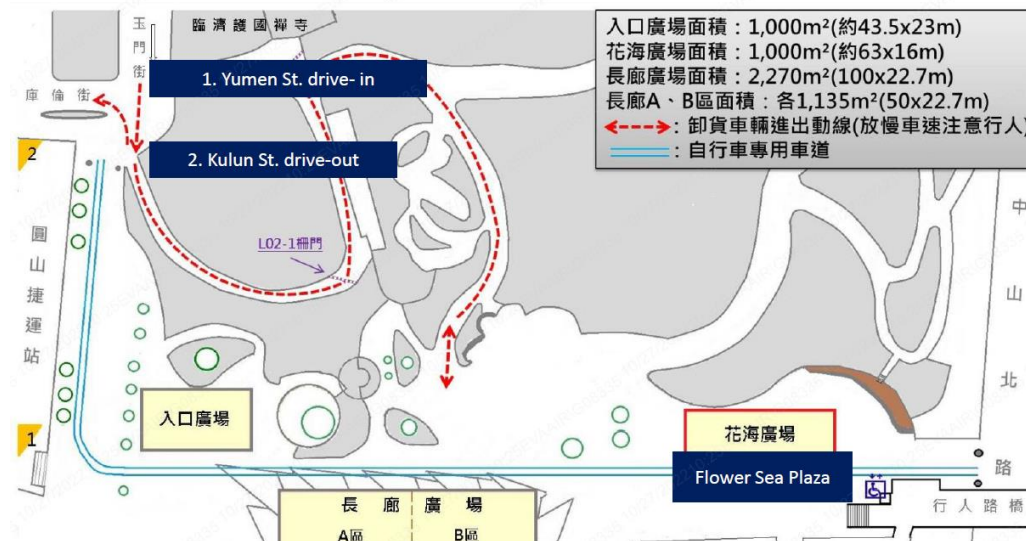 玉門街
臨濟護國禪寺
入口廣場面積：1,000m²(約43.5x23m)
花海廣場面積：1,000m²(約63x16m)
長廊廣場面積：2,270m²(100x22.7m)
長廊A、B區面積：各1,135m²(50x22.7m)
：卸貨車輛進出動線(放慢車速注意行人)
：自行車專用車道
1. Yumen St. drive- in
庫倫街
2. Kulun St. drive-out
2
圓山捷運站
L02-1柵門
中山北路
入口廣場
花海廣場
1
Flower Sea Plaza
長廊廣場
A區
B區
行人路橋